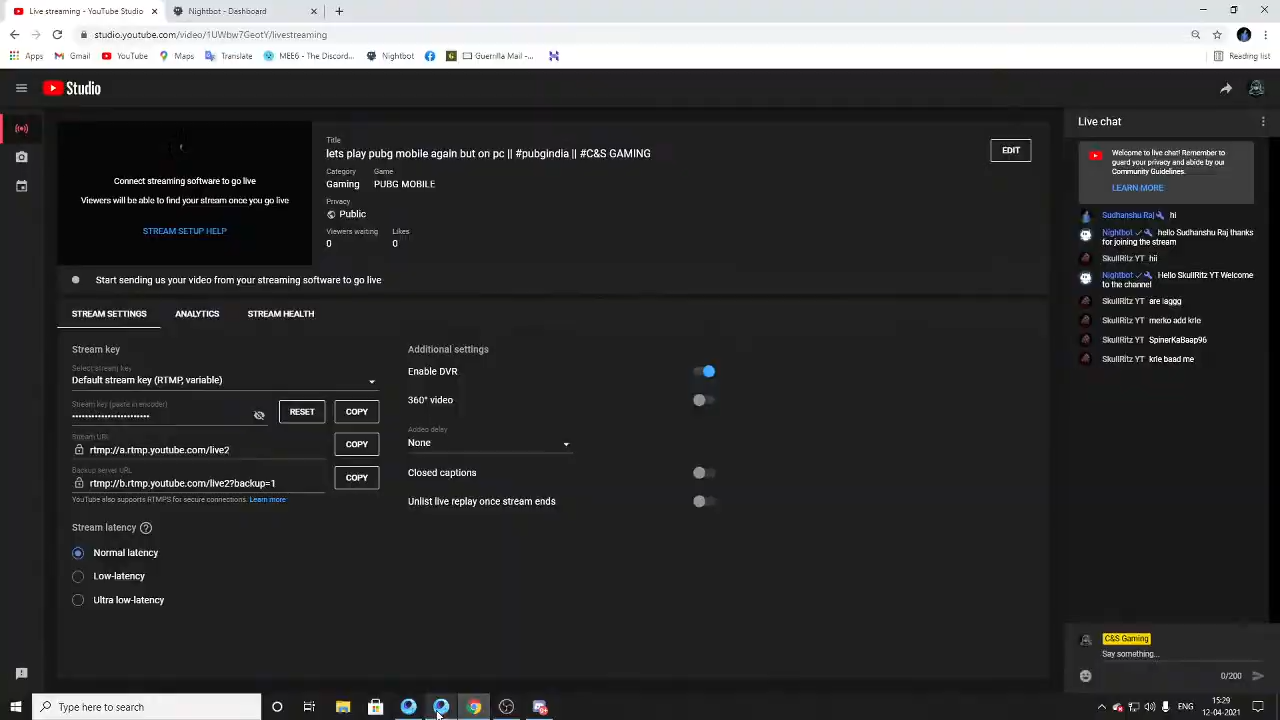 Live streaming - YouTube Studio
Nightbot - Dashboard
studio.youtube.com/video/1UWbw7GeotY/livestreaming
Apps
Gmail
YouTube
Maps
Translate
MEE6 - The Discord...
Nightbot
Guerrilla Mail -...
Reading list
Studio
Connect streaming software to go live
Viewers will be able to find your stream once you go live
STREAM SETUP HELP
Title
lets play pubg mobile again but on pc || #pubgindia || #C&S GAMING
EDIT
Category
Game
Gaming
PUBG MOBILE
Privacy
Public
Viewers waiting
Likes
0
0
Start sending us your video from your streaming software to go live
STREAM SETTINGS
ANALYTICS
STREAM HEALTH
Stream key
Select stream key
Default stream key (RTMP, variable)
Stream key (paste in encoder)
••••••••••••••••••••••••
RESET
COPY
Stream URL
rtmp://a.rtmp.youtube.com/live2
COPY
Backup server URL
rtmp://b.rtmp.youtube.com/live2?backup=1
COPY
YouTube also supports RTMPS for secure connections. Learn more
Stream latency
Normal latency
Low-latency
Ultra low-latency
Additional settings
Enable DVR
360° video
Added delay
None
Closed captions
Unlist live replay once stream ends
Live chat
Welcome to live chat! Remember to
guard your privacy and abide by our
Community Guidelines.
LEARN MORE
Sudhanshu Raj hi
Nightbot hello Sudhanshu Raj thanks
for joining the stream
SkullRitz YT hii
Nightbot Hello SkullRitz YT Welcome
to the channel
SkullRitz YT are laggg
SkullRitz YT merko add krle
SkullRitz YT SpinerKaBaap96
SkullRitz YT krle baad me
C&S Gaming
Say something...
0/200
Type here to search
ENG
15:29
12-04-2021